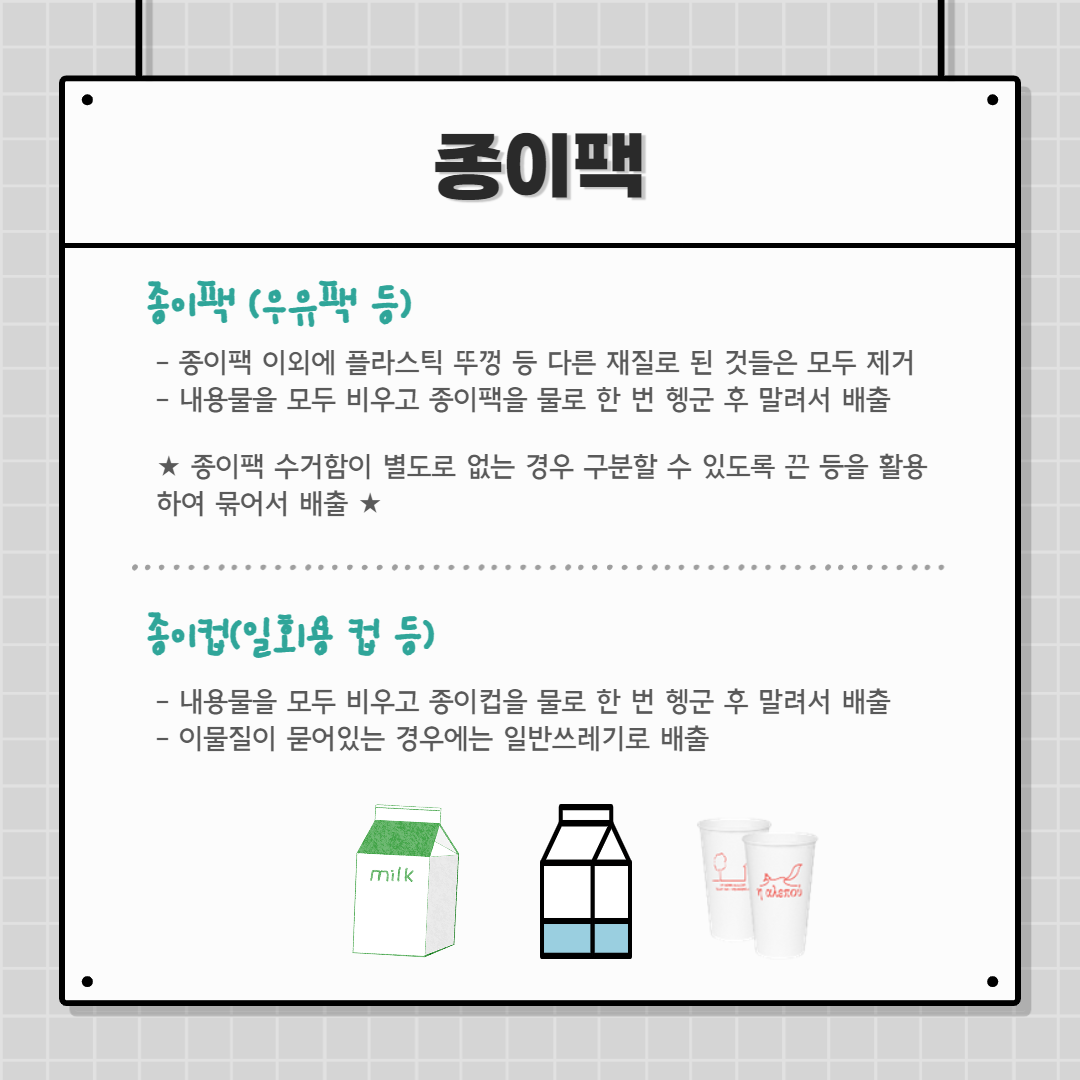 종이팩
종이팩 (우유팩 등)
- 종이팩 이외에 플라스틱 뚜껑 등 다른 재질로 된 것들은 모두 제거
- 내용물을 모두 비우고 종이팩을 물로 한 번 헹군 후 말려서 배출
★ 종이팩 수거함이 별도로 없는 경우 구분할 수 있도록 끈 등을 활용
하여 묶어서 배출 ★
종이컵(일회용 컵 등)
- 내용물을 모두 비우고 종이컵을 물로 한 번 헹군 후 말려서 배출
- 이물질이 묻어있는 경우에는 일반쓰레기로 배출
milk
η αλεπού